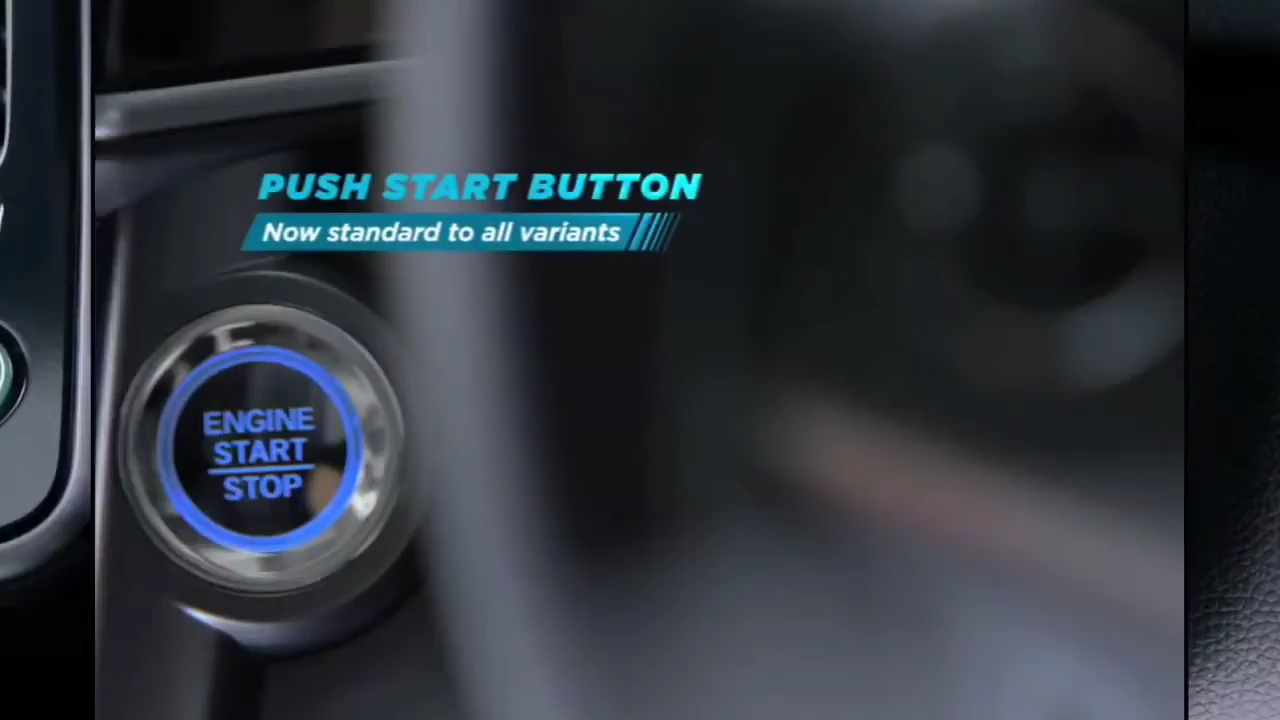 PUSH START BUTTON
Now standard to all variants
ENGINE
START
STOP